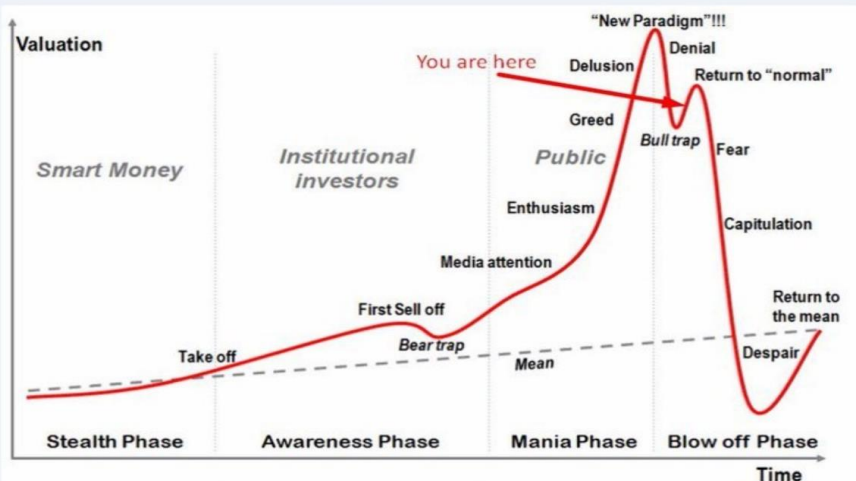 "New Paradigm"!!!
Valuation
Denial
You are here
Delusion
Return to "normal"
Greed
Bull trap
Fear
Smart Money
Institutional
investors
Public
Enthusiasm
Capitulation
Media attention
First Sell off
Return to
the mean
Bear trap
Take off
Mean
Despair
Stealth Phase
Awareness Phase
Mania Phase
Blow off Phase
Time